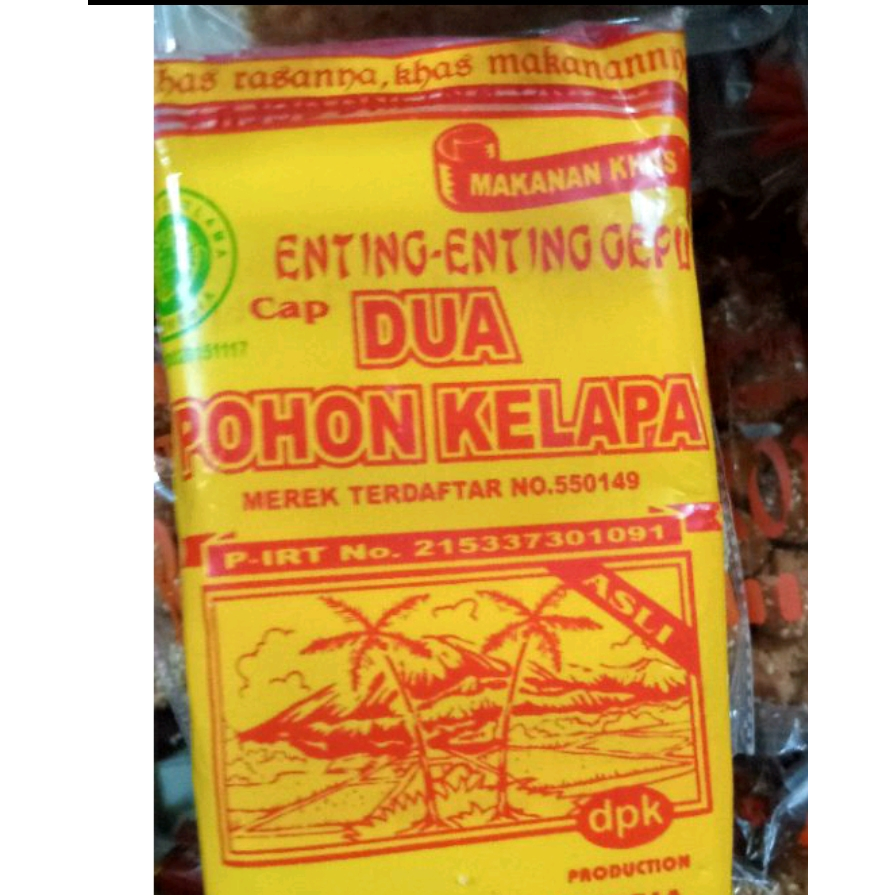 khas rasanna, khas makanannn
MAKANAN KHAS
ENTING-ENTING GEPU
Cap DUA
POHON KELAPA
MEREK TERDAFTAR NO.550149
P-IRT No. 215337301091
ASLI
dpk
PRODUCTION